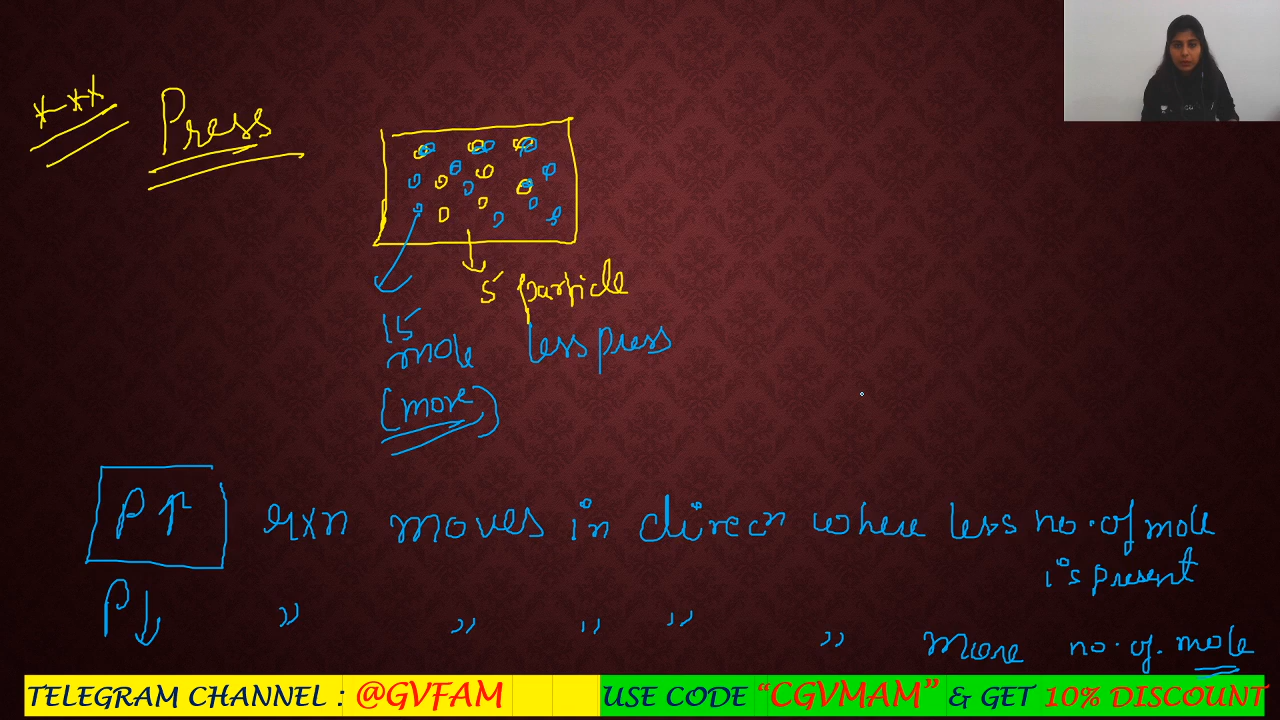 ***
Press
5 particle
15
mole less press
(more)
P↑ rxn moves in direcn where less no. of mole
is present
P↓ " " " " " more no. of. mole
TELEGRAM CHANNEL : @GVFAM USE CODE “CGVMAM” & GET 10% DISCOUNT